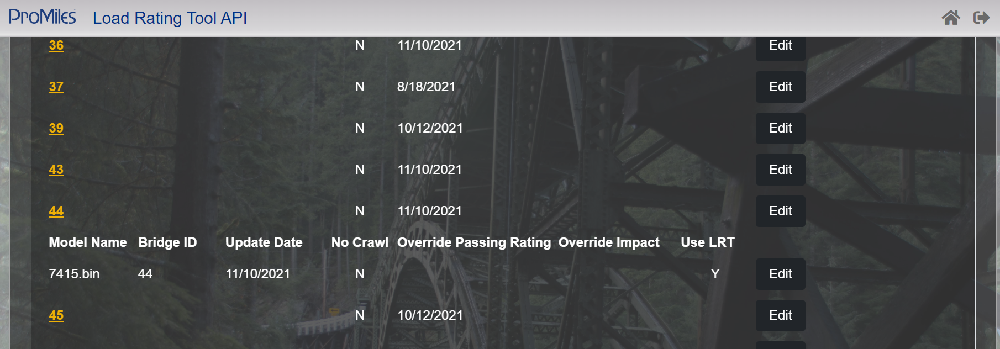 ProMiles Load Rating Tool API
36 N 11/10/2021 Edit
37 N 8/18/2021 Edit
39 N 10/12/2021 Edit
43 N 11/10/2021 Edit
44 N 11/10/2021 Edit
Model Name Bridge ID Update Date No Crawl Override Passing Rating Override Impact Use LRT
7415.bin 44 11/10/2021 N Y Edit
45 N 10/12/2021 Edit